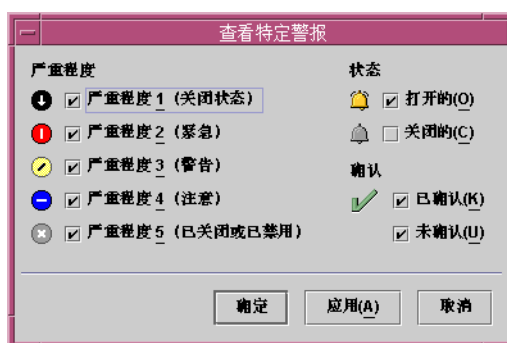 查看特定警报
严重程度
严重程度 1 (关闭状态)
严重程度 2 (紧急)
严重程度 3 (警告)
严重程度 4 (注意)
严重程度 5 (已关闭或已禁用)
状态
打开的(O)
关闭的(C)
确认
已确认(K)
未确认(U)
确定
应用(A)
取消